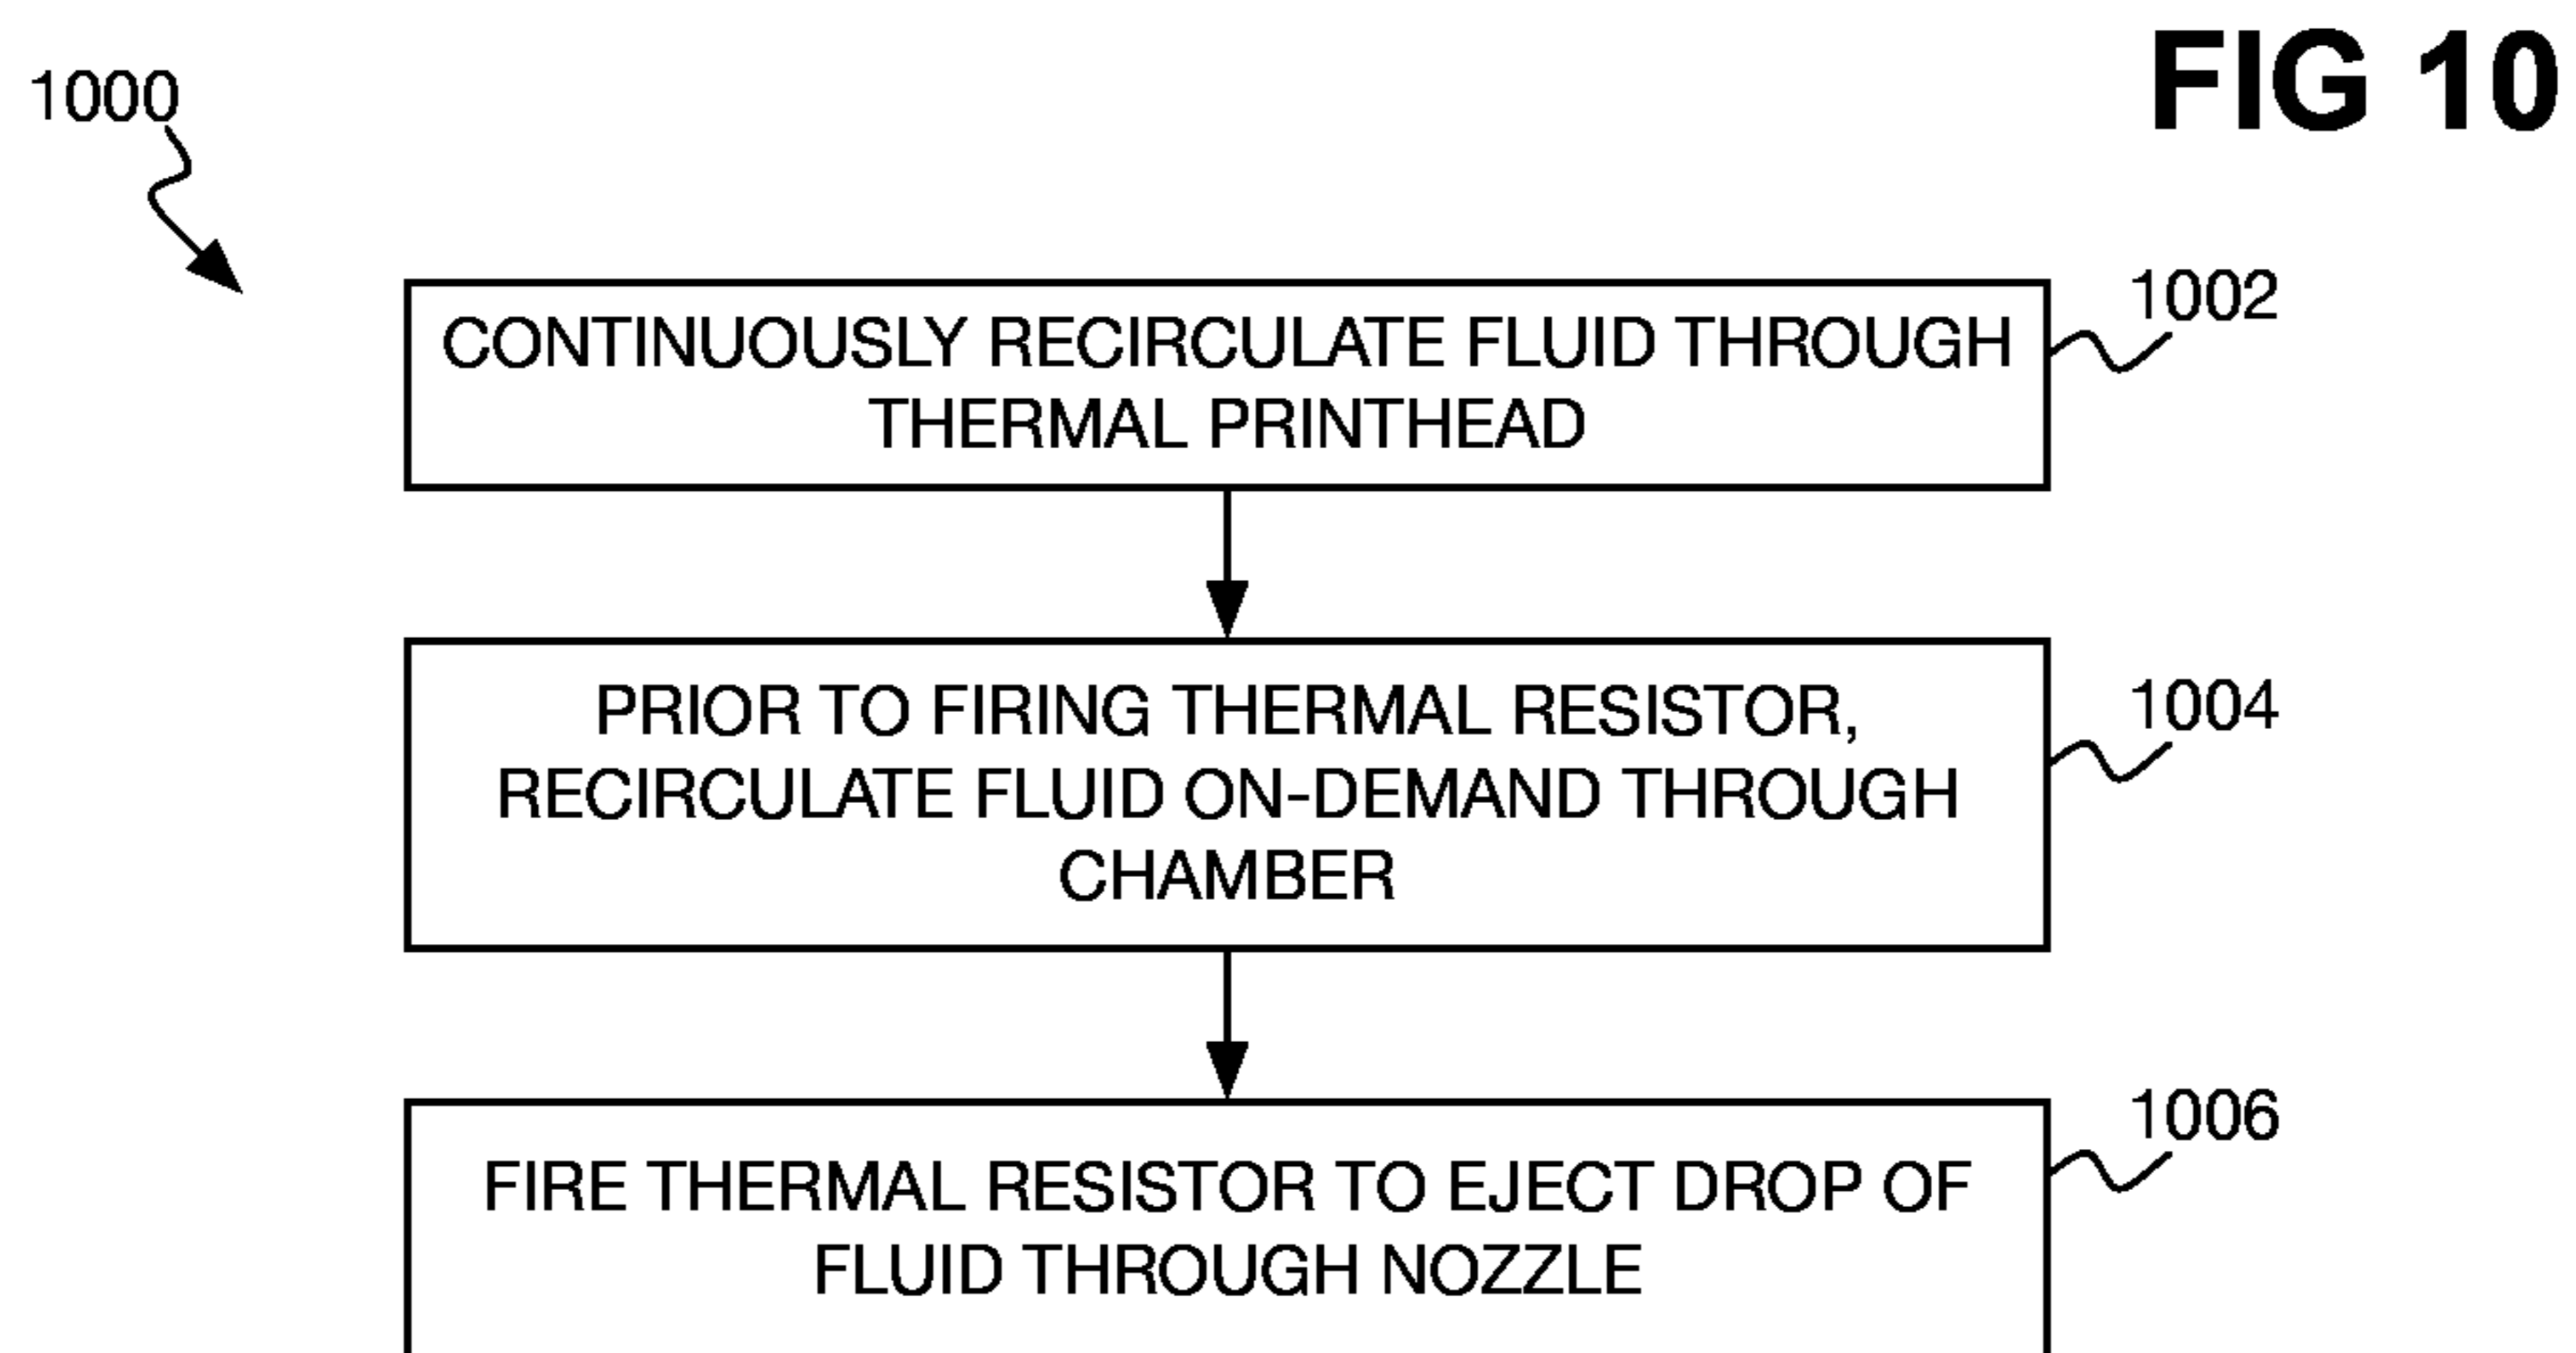 FIG 10
1000
1002
CONTINUOUSLY RECIRCULATE FLUID THROUGH
THERMAL PRINTHEAD
1004
PRIOR TO FIRING THERMAL RESISTOR,
RECIRCULATE FLUID ON-DEMAND THROUGH
CHAMBER
1006
FIRE THERMAL RESISTOR TO EJECT DROP OF
FLUID THROUGH NOZZLE